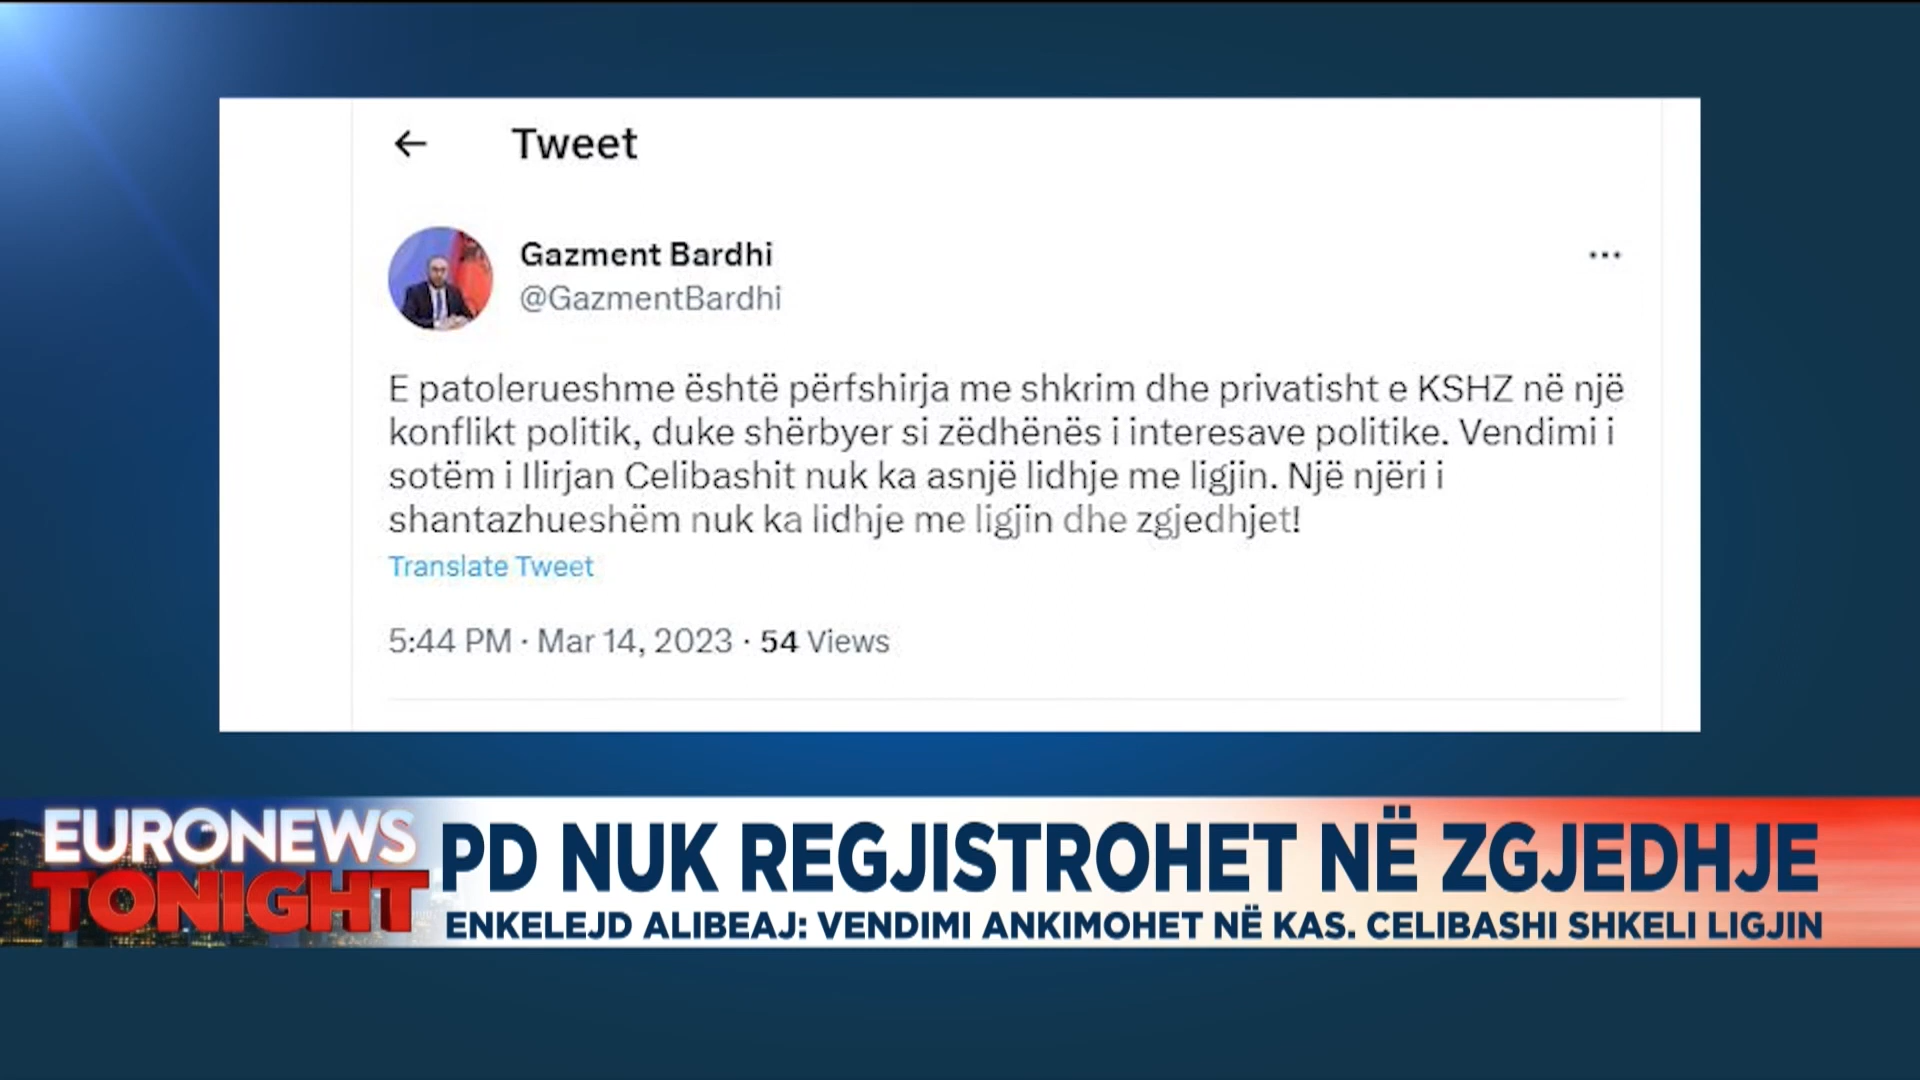 Tweet
Gazment Bardhi
@GazmentBardhi
E patolerueshme është përfshirja me shkrim dhe privatisht e KSHZ në një
konflikt politik, duke shërbyer si zëdhënës i interesave politike. Vendimi i
sotëm i Ilirjan Celibashit nuk ka asnjë lidhje me ligjin. Një njëri i
shantazhueshëm nuk ka lidhje me ligjin dhe zgjedhjet!
Translate Tweet
5:44 PM · Mar 14, 2023 · 54 Views
EURONEWS
TONIGHT
PD NUK REGJISTROHET NË ZGJEDHJE
ENKELEJD ALIBEAJ: VENDIMI ANKIMOHET NË KAS. CELIBASHI SHKELI LIGJIN